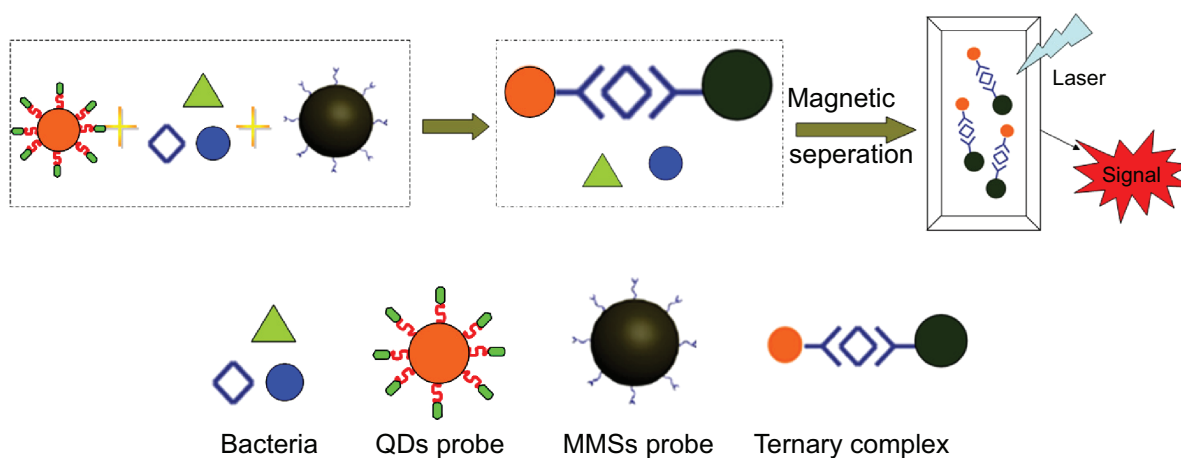 Magnetic
seperation
Laser
Signal
Bacteria
QDs probe
MMSs probe
Ternary complex